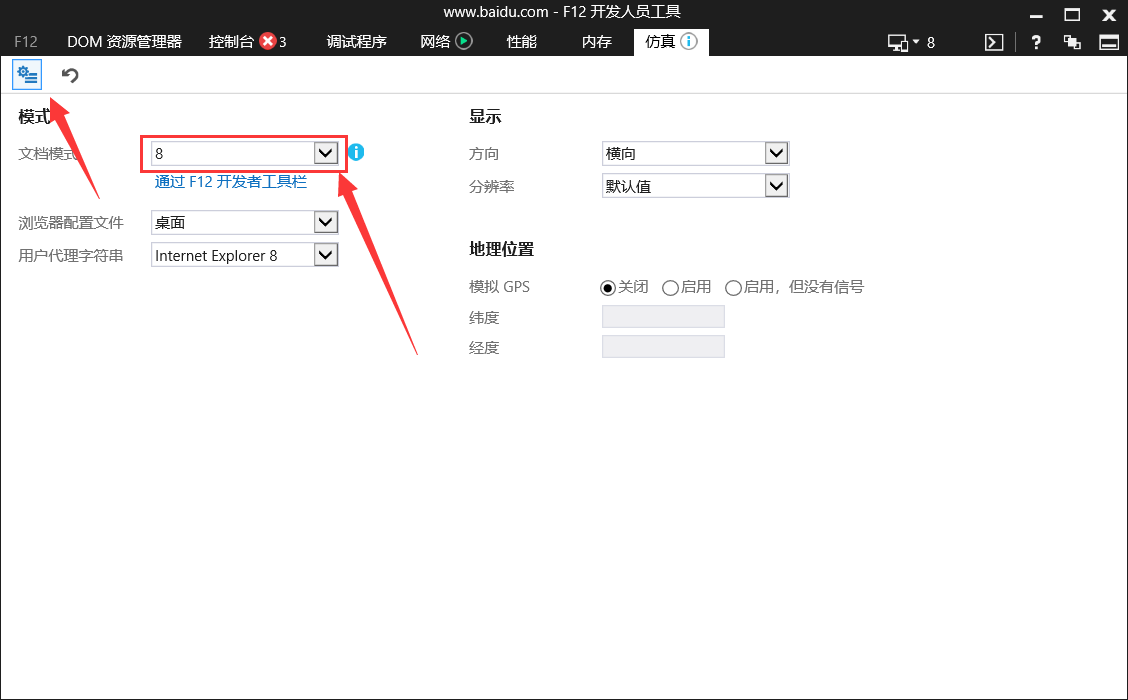 www.baidu.com - F12 开发人员工具
F12 DOM 资源管理器 控制台 3 调试程序 网络 性能 内存 仿真 8
模式
文档模式 8
通过 F12 开发者工具栏
浏览器配置文件 桌面
用户代理字符串 Internet Explorer 8
显示
方向 横向
分辨率 默认值
地理位置
模拟 GPS 关闭 启用 启用，但没有信号
纬度
经度